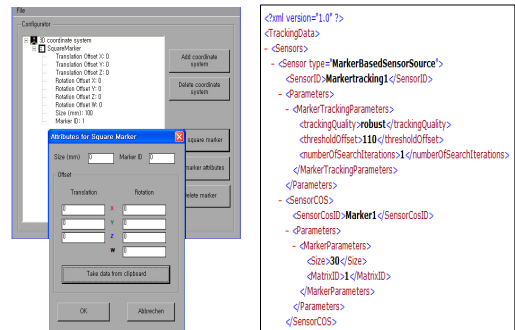 File
Configurator
3D coordinate system
SquareMarker
Translation Offset X: 0
Translation Offset Y: 0
Translation Offset Z: 0
Rotation Offset X: 0
Rotation Offset Y: 0
Rotation Offset Z: 0
Rotation Offset W: 0
Size (mm): 100
Marker ID: 1
Add coordinate
system
Delete coordinate
system
square marker
marker attributes
elete marker
Attributes for Square Marker
Size (mm) 0 Marker ID 0
Offset
Translation Rotation
0 X 0
0 Y 0
0 Z 0
W 0
Take data from clipboard
OK Abbrechen
<?xml version="1.0" ?>
<TrackingData>
- <Sensors>
- <Sensor type="MarkerBasedSensorSource">
<SensorID>Markertracking1</SensorID>
- <Parameters>
- <MarkerTrackingParameters>
<trackingQuality>robust</trackingQuality>
<thresholdOffset>110</thresholdOffset>
<numberOfSearchIterations>1</numberOfSearchIterations>
</MarkerTrackingParameters>
</Parameters>
- <SensorCOS>
<SensorCosID>Marker1</SensorCosID>
- <Parameters>
- <MarkerParameters>
<Size>30</Size>
<MatrixID>1</MatrixID>
</MarkerParameters>
</Parameters>
</SensorCOS>